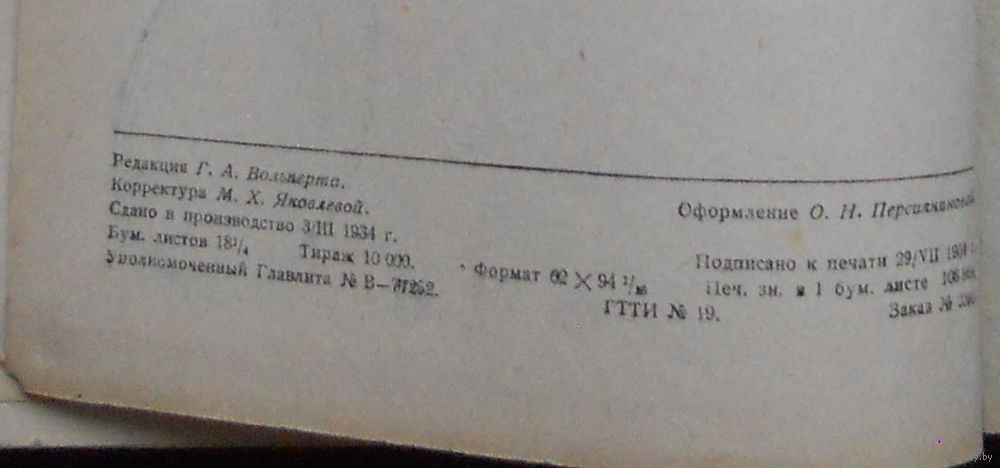 Редакция Г. А. Вольперта.
Корректура М. Х. Яковлевой.
Оформление О. Н. Персияниновой
Сдано в производство 3/III 1934 г.
Подписано к печати 29/VII 1934 г.
Бум. листов 18¹/₄ Тираж 10 000.
Формат 62 × 94 ¹/₁₆
Печ. зн. в 1 бум. листе
Уполномоченный Главлита № В—
ГТТИ № 19.
Заказ №